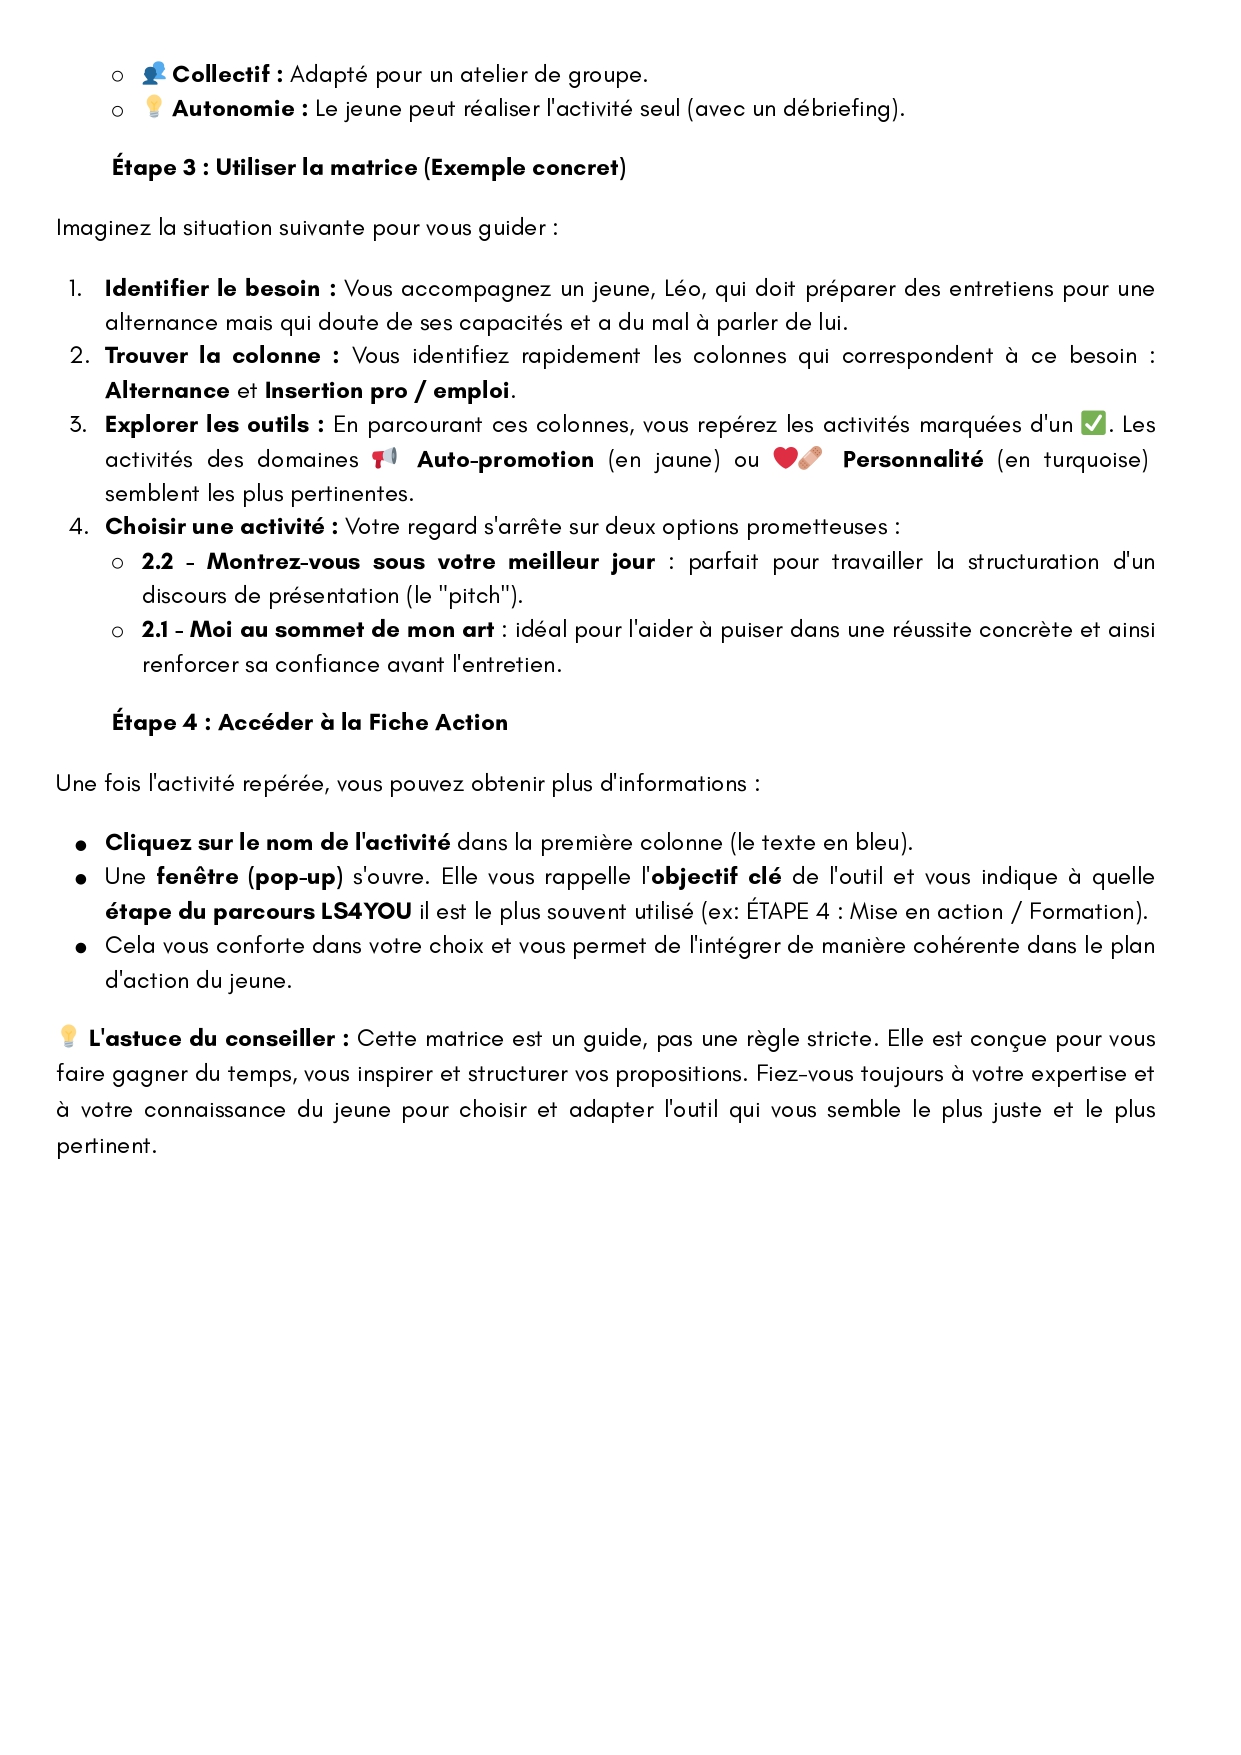 ○ 👥 Collectif : Adapté pour un atelier de groupe.
○ 💡 Autonomie : Le jeune peut réaliser l'activité seul (avec un débriefing).
Étape 3 : Utiliser la matrice (Exemple concret)
Imaginez la situation suivante pour vous guider :
1. Identifier le besoin : Vous accompagnez un jeune, Léo, qui doit préparer des entretiens pour une
alternance mais qui doute de ses capacités et a du mal à parler de lui.
2. Trouver la colonne : Vous identifiez rapidement les colonnes qui correspondent à ce besoin :
Alternance et Insertion pro / emploi.
3. Explorer les outils : En parcourant ces colonnes, vous repérez les activités marquées d'un ✅. Les
activités des domaines 📢 Auto-promotion (en jaune) ou ❤️🩹 Personnalité (en turquoise)
semblent les plus pertinentes.
4. Choisir une activité : Votre regard s'arrête sur deux options prometteuses :
○ 2.2 - Montrez-vous sous votre meilleur jour : parfait pour travailler la structuration d'un
discours de présentation (le "pitch").
○ 2.1 - Moi au sommet de mon art : idéal pour l'aider à puiser dans une réussite concrète et ainsi
renforcer sa confiance avant l'entretien.
Étape 4 : Accéder à la Fiche Action
Une fois l'activité repérée, vous pouvez obtenir plus d'informations :
● Cliquez sur le nom de l'activité dans la première colonne (le texte en bleu).
● Une fenêtre (pop-up) s'ouvre. Elle vous rappelle l'objectif clé de l'outil et vous indique à quelle
étape du parcours LS4YOU il est le plus souvent utilisé (ex: ÉTAPE 4 : Mise en action / Formation).
● Cela vous conforte dans votre choix et vous permet de l'intégrer de manière cohérente dans le plan
d'action du jeune.
💡 L'astuce du conseiller : Cette matrice est un guide, pas une règle stricte. Elle est conçue pour vous
faire gagner du temps, vous inspirer et structurer vos propositions. Fiez-vous toujours à votre expertise et
à votre connaissance du jeune pour choisir et adapter l'outil qui vous semble le plus juste et le plus
pertinent.